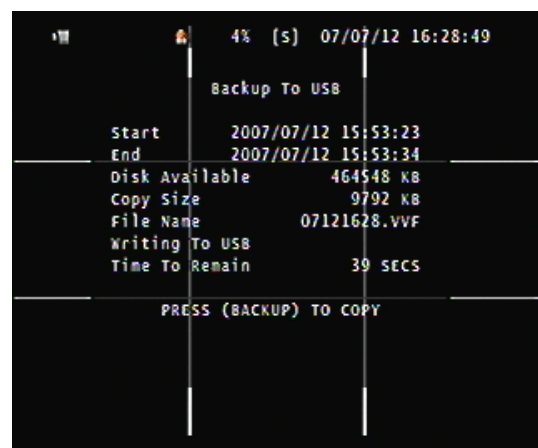 4% (S) 07/07/12 16:28:49
Backup To USB
Start 2007/07/12 15:53:23
End 2007/07/12 15:53:34
Disk Available 464548 KB
Copy Size 9792 KB
File Name 07121628.VVF
Writing To USB
Time To Remain 39 SECS
PRESS (BACKUP) TO COPY